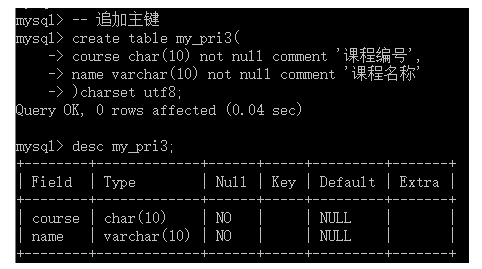 mysql> -- 追加主键
mysql> create table my_pri3(
    -> course char(10) not null comment '课程编号',
    -> name varchar(10) not null comment '课程名称'
    -> )charset utf8;
Query OK, 0 rows affected (0.04 sec)
mysql> desc my_pri3;
+--------+-------------+------+-----+---------+-------+
| Field  | Type        | Null | Key | Default | Extra |
+--------+-------------+------+-----+---------+-------+
| course | char(10)    | NO   |     | NULL    |       |
| name   | varchar(10) | NO   |     | NULL    |       |
+--------+-------------+------+-----+---------+-------+